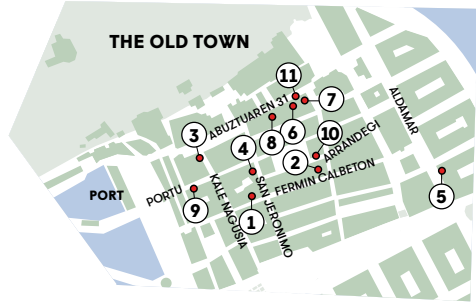 THE OLD TOWN
11
ABUZTUAREN 31
7
ALDAMAR
3
8
6
10
4
2
ARRANDEGI
PORT
PORTU
KALE NAGUSIA
SAN JERONIMO
FERMIN CALBETON
5
9
1